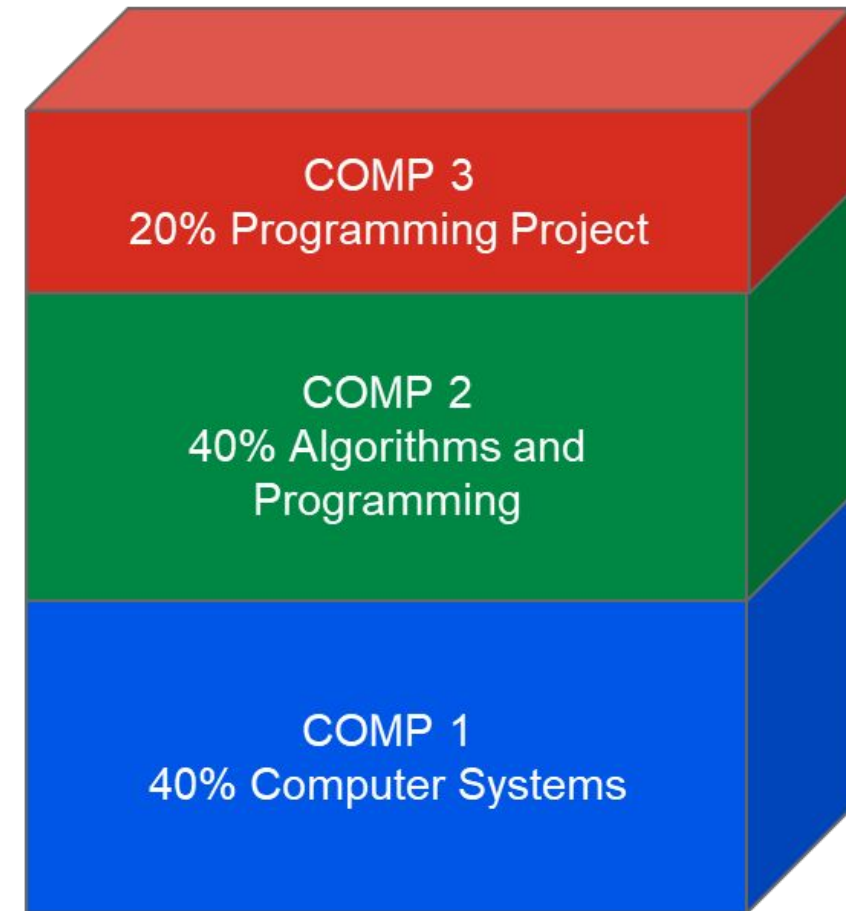 COMP 3
20% Programming Project
COMP 2
40% Algorithms and
Programming
COMP 1
40% Computer Systems